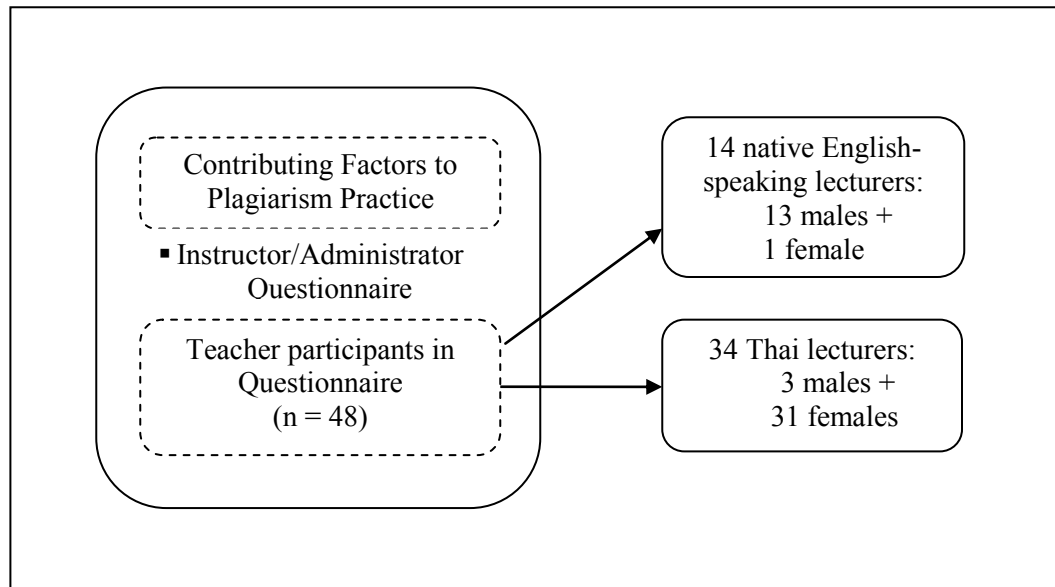 Contributing Factors to
Plagiarism Practice
▪ Instructor/Administrator
Ouestionnaire
Teacher participants in
Questionnaire
(n = 48)
14 native English-
speaking lecturers:
13 males +
1 female
34 Thai lecturers:
3 males +
31 females